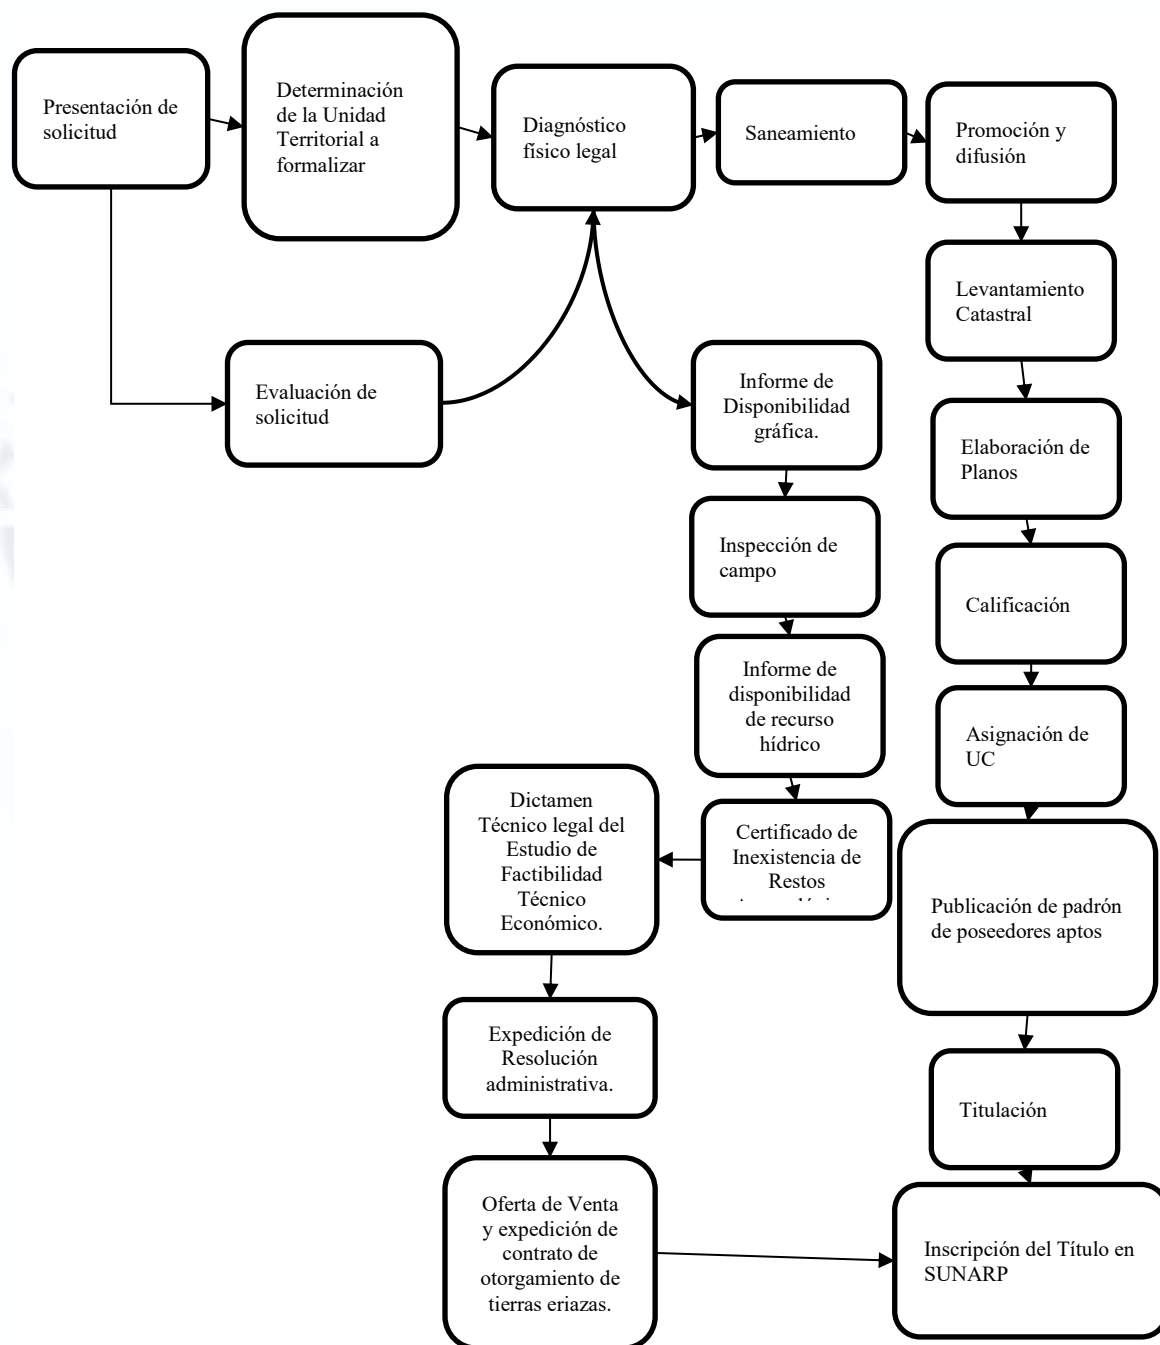 Presentación de
solicitud
Determinación
de la Unidad
Territorial a
formalizar
Diagnóstico
físico legal
Saneamiento
Promoción y
difusión
Levantamiento
Catastral
Evaluación de
solicitud
Informe de
Disponibilidad
gráfica.
Elaboración de
Planos
Inspección de
campo
Calificación
Informe de
disponibilidad
de recurso
hídrico
Asignación de
UC
Dictamen
Técnico legal del
Estudio de
Factibilidad
Técnico
Económico.
Certificado de
Inexistencia de
Restos
Publicación de padrón
de poseedores aptos
Expedición de
Resolución
administrativa.
Titulación
Oferta de Venta
y expedición de
contrato de
otorgamiento de
tierras eriazas.
Inscripción del Título en
SUNARP